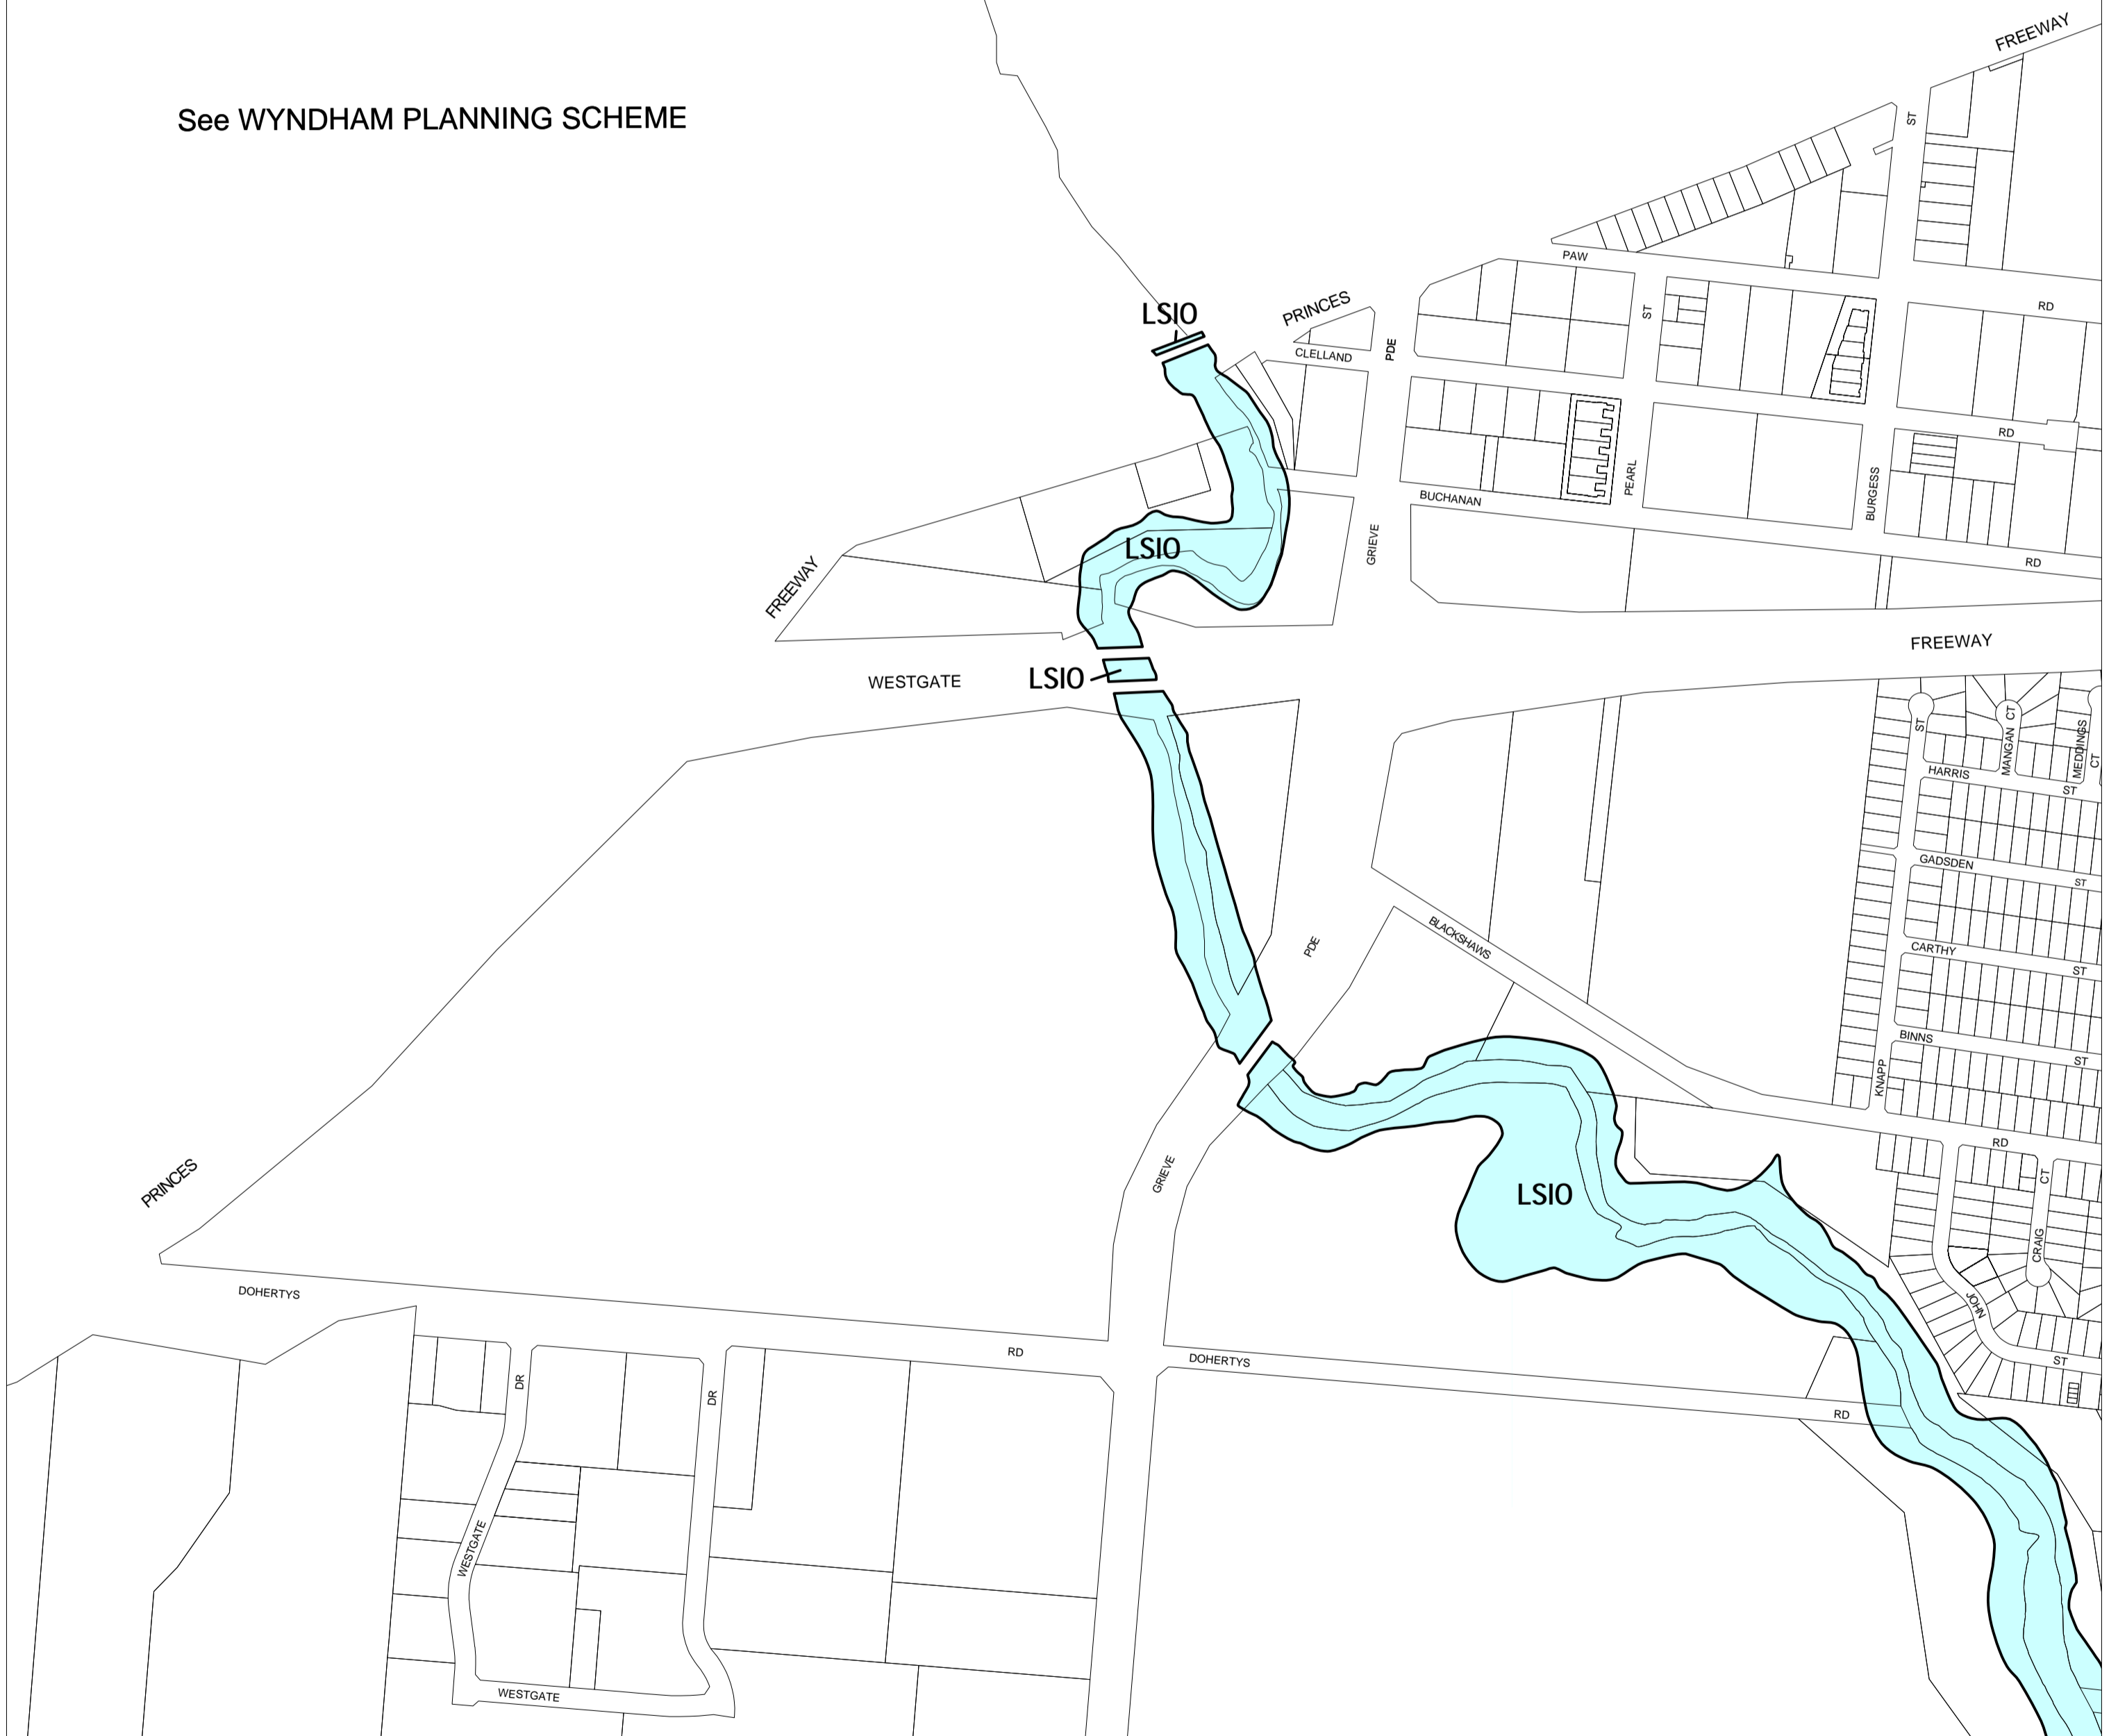 FREEWAY
See WYNDHAM PLANNING SCHEME
ST
PAW
RD
LSIO
PRINCES
ST
CLELLAND
PDE
RD
BUCHANAN
PEARL
BURGESS
GRIEVE
LSIO
RD
FREEWAY
FREEWAY
WESTGATE
LSIO
ST
MANGAN CT
MEDDINGS
CT
HARRIS
ST
GADSDEN
ST
BLACKSHAWS
PDE
CARTHY
ST
BINNS
ST
KNAPP
RD
PRINCES
GRIEVE
CT
LSIO
CRAIG
JOHN
DOHERTYS
RD
DOHERTYS
ST
DR
DR
RD
WESTGATE
WESTGATE